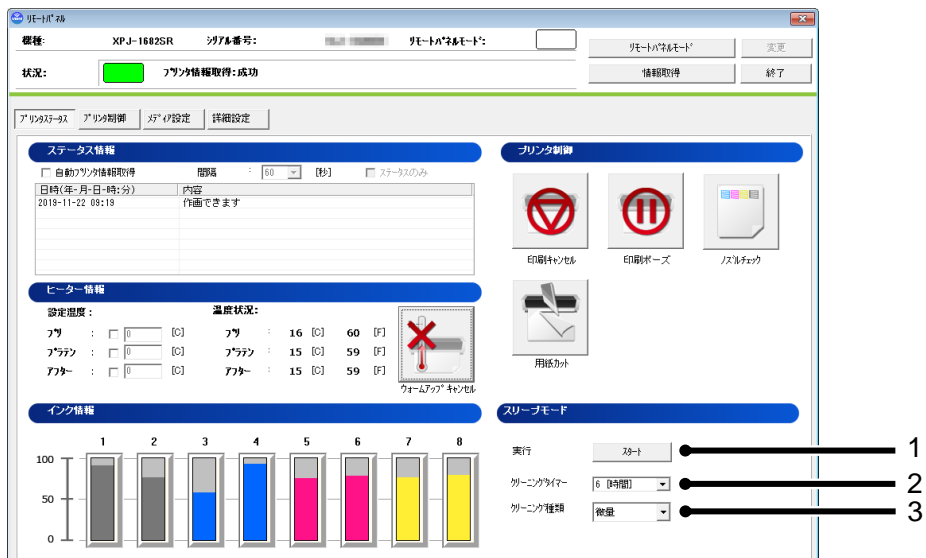 リモートパネル
機種: XPJ-1682SR シリアル番号: リモートパネルモード:
リモートパネルモード 変更
状況: プリンタ情報取得:成功
情報取得 終了
プリンタステータス プリンタ制御 メディア設定 詳細設定
ステータス情報
自動プリンタ情報取得 間隔 : 60 [秒] ステータスのみ
日時(年-月-日-時:分) 内容
2019-11-22 09:19 作画できます
ヒーター情報
設定温度: 温度状況:
プリ : 0 [C] プリ : 16 [C] 60 [F]
プラテン : 0 [C] プラテン : 15 [C] 59 [F]
アフター : 0 [C] アフター : 15 [C] 59 [F]
ウォームアップ キャンセル
インク情報
1 2 3 4 5 6 7 8
100
50
0
プリンタ制御
印刷キャンセル 印刷ポーズ ノズルチェック
用紙カット
スリープモード
実行 スタート 1
クリーニングタイマー 6 [時間] 2
クリーニング種類 微量 3